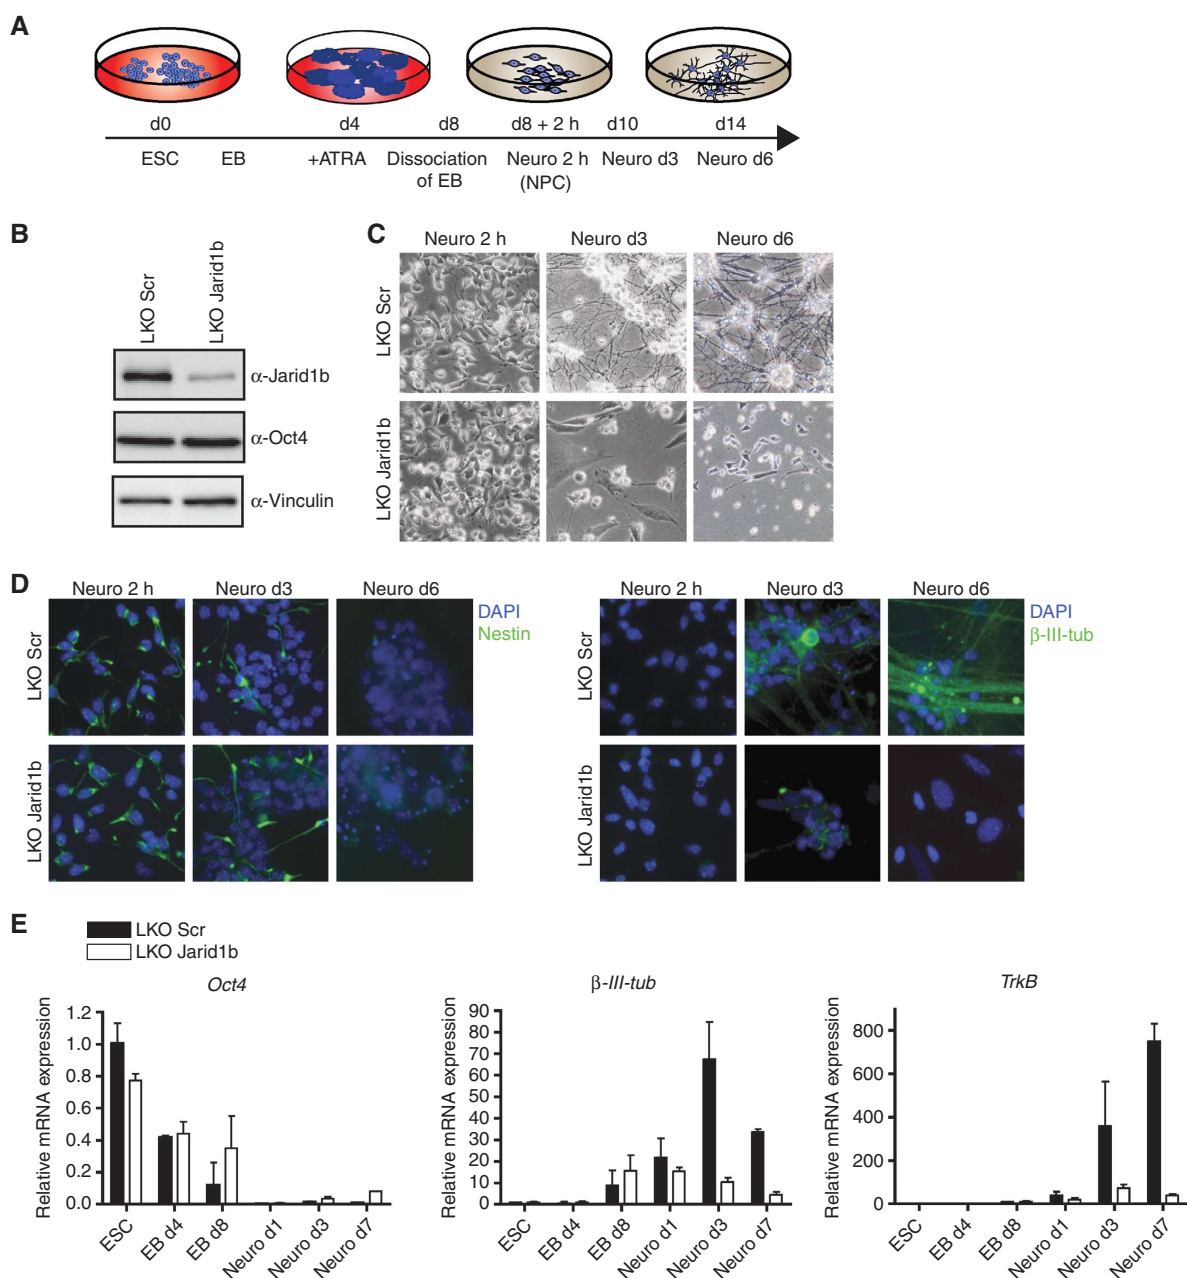 A
d0 d4 d8 d8 + 2 h d10 d14
ESC EB +ATRA Dissociation of EB Neuro 2 h (NPC) Neuro d3 Neuro d6
B
LKO Scr
LKO Jarid1b
α-Jarid1b
α-Oct4
α-Vinculin
C
Neuro 2 h Neuro d3 Neuro d6
LKO Scr
LKO Jarid1b
D
Neuro 2 h Neuro d3 Neuro d6
DAPI
Nestin
LKO Scr
LKO Jarid1b
Neuro 2 h Neuro d3 Neuro d6
DAPI
β-III-tub
LKO Scr
LKO Jarid1b
E
LKO Scr
LKO Jarid1b
Oct4
Relative mRNA expression
1.2
1.0
0.8
0.6
0.4
0.2
0.0
ESC EB d4 EB d8 Neuro d1 Neuro d3 Neuro d7
β-III-tub
Relative mRNA expression
90
80
70
60
50
40
30
20
10
0
ESC EB d4 EB d8 Neuro d1 Neuro d3 Neuro d7
TrkB
Relative mRNA expression
800
600
400
200
0
ESC EB d4 EB d8 Neuro d1 Neuro d3 Neuro d7